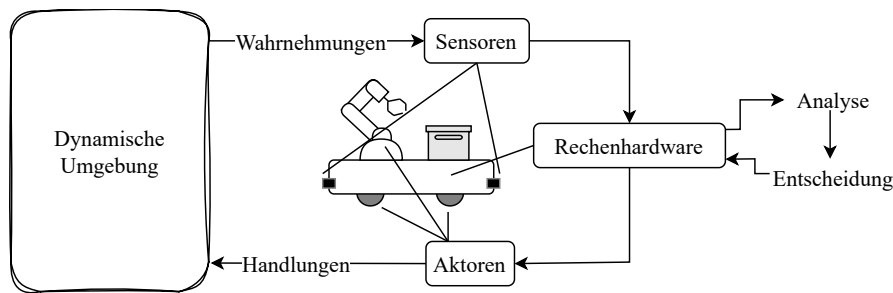 Wahrnehmungen
Sensoren
Dynamische
Umgebung
Rechenhardware
Analyse
Entscheidung
Handlungen
Aktoren